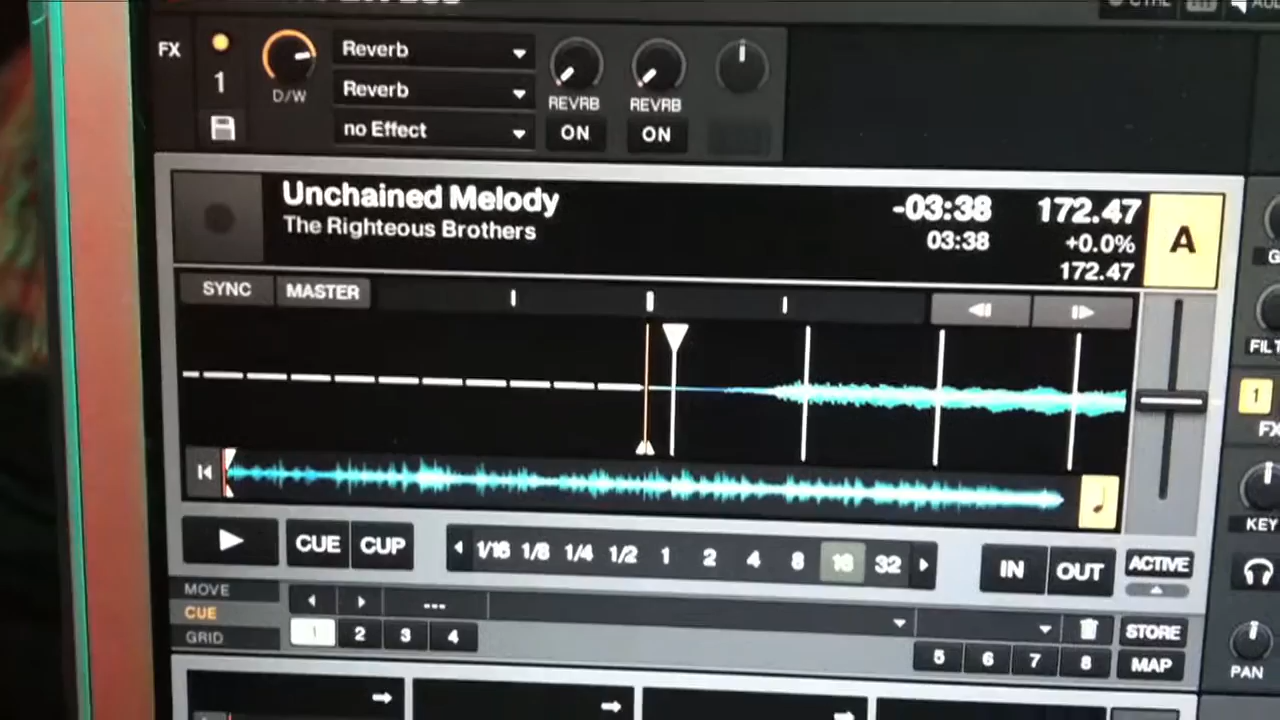 CTRL
FX
1
D/W
Reverb
Reverb
no Effect
REVRB
REVRB
ON
ON
Unchained Melody
The Righteous Brothers
-03:38
03:38
172.47
+0.0%
172.47
A
SYNC
MASTER
FILT
1
FX
KEY
CUE
CUP
1/16 1/8 1/4 1/2 1 2 4 8 16 32
IN
OUT
ACTIVE
MOVE
CUE
GRID
...
1 2 3 4
5 6 7 8
STORE
MAP
PAN